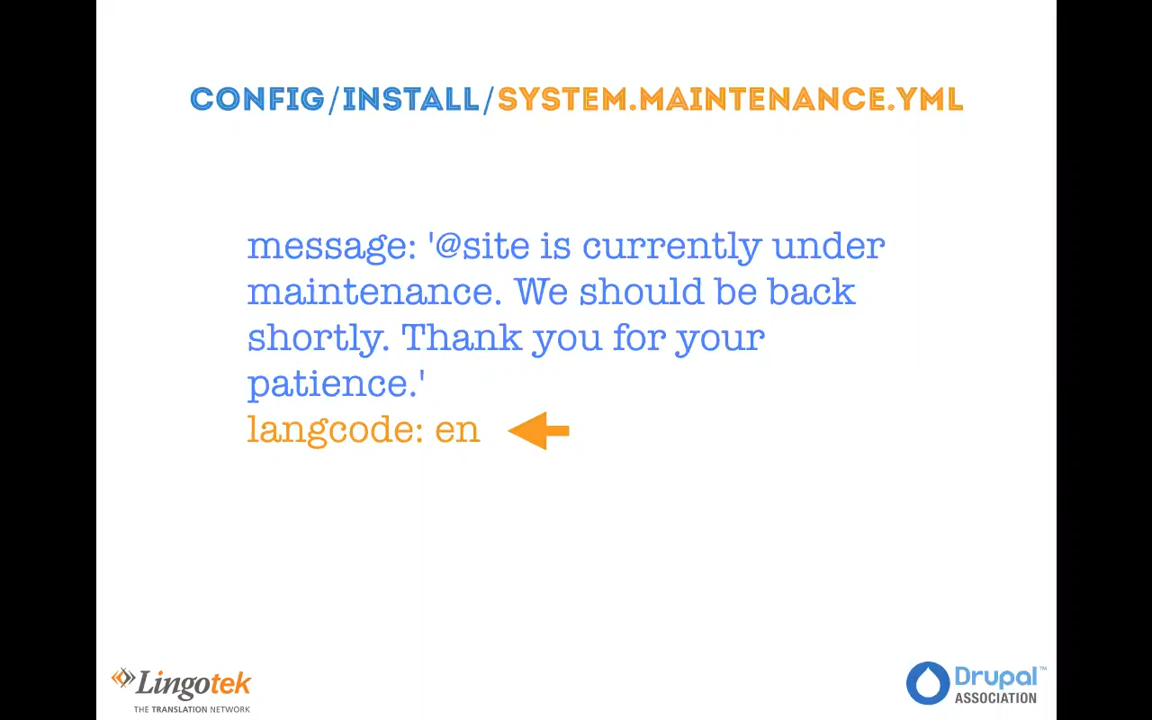 CONFIG/INSTALL/SYSTEM.MAINTENANCE.YML
message: '@site is currently under
maintenance. We should be back
shortly. Thank you for your
patience.'
langcode: en
Lingotek
THE TRANSLATION NETWORK
Drupal™
ASSOCIATION